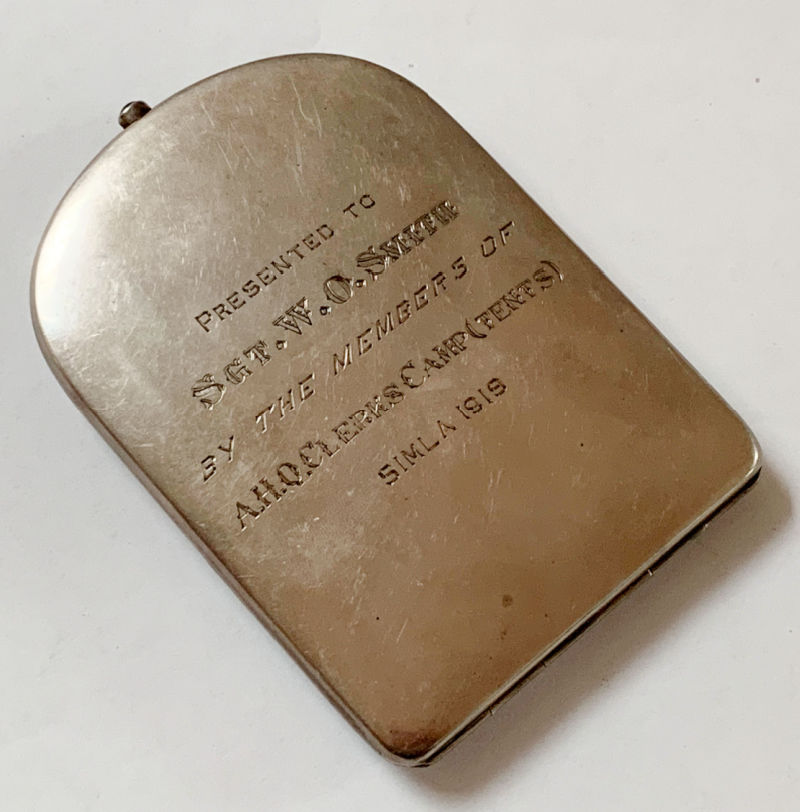 PRESENTED TO
SGT. W. O. SMITH
BY THE MEMBERS OF
A.H.Q. CLERKS CAMP (TENTS)
SIMLA 1919